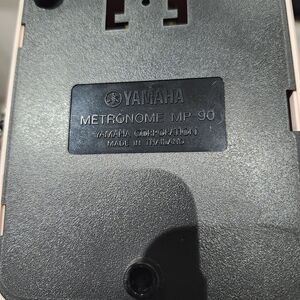 YAMAHA
METRONOME MP 90
YAMAHA CORPORATION
MADE IN THAILAND